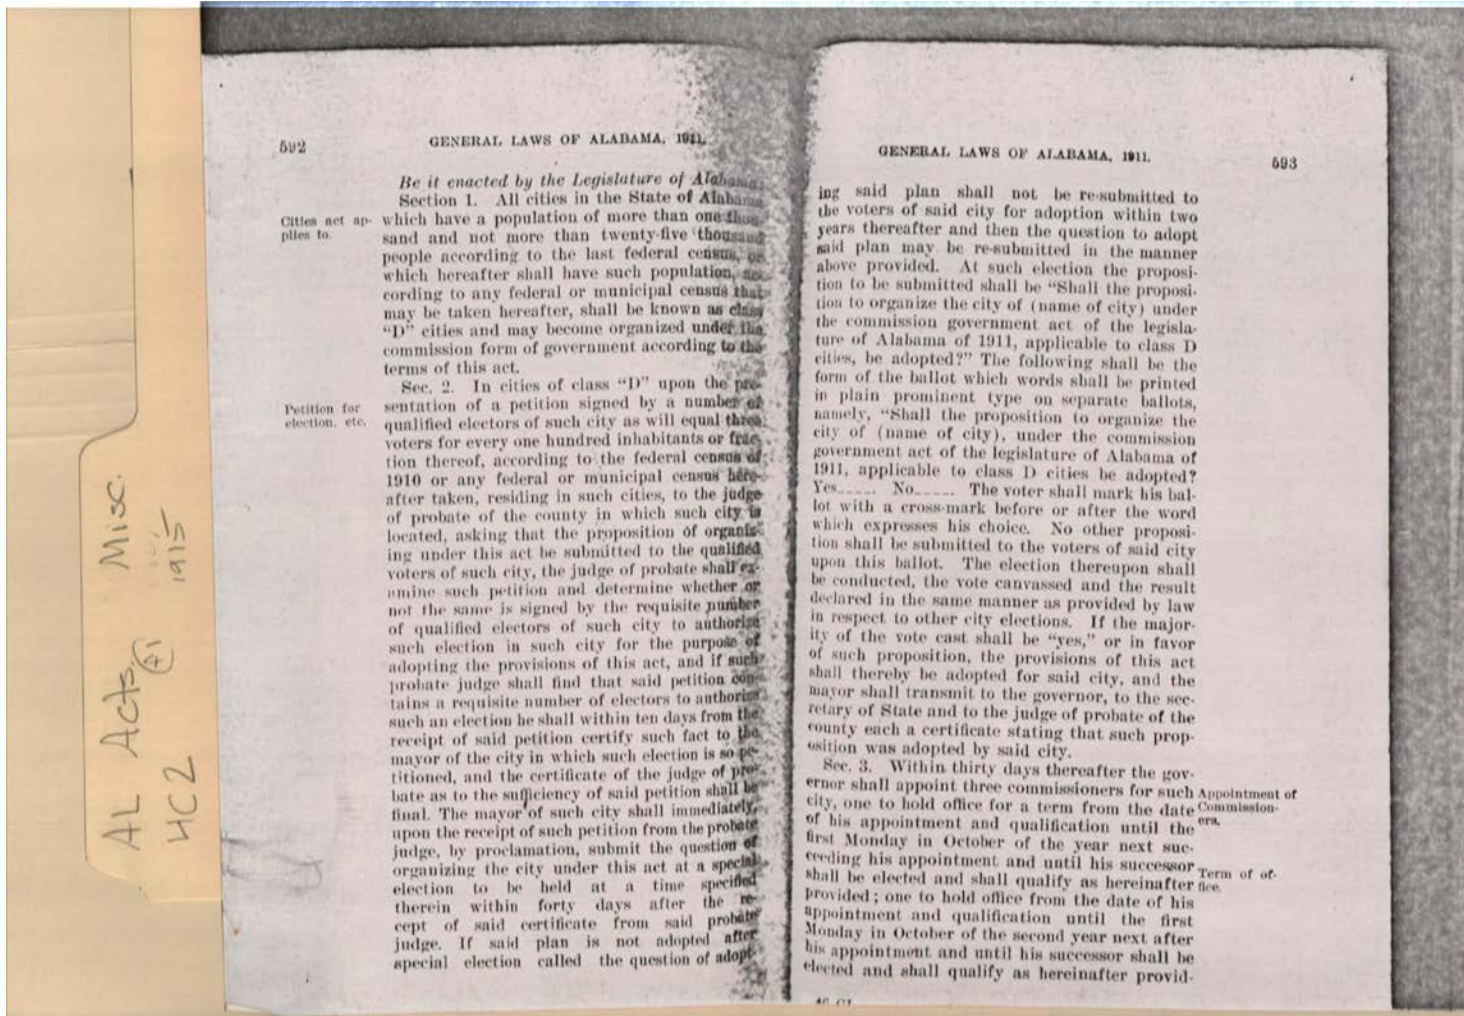 AL Acts Misc.
HC2
1915
592
GENERAL LAWS OF ALABAMA, 1911.
Be it enacted by the Legislature of Alabama:
Section 1. All cities in the State of Alabama
Cities act ap-
plies to.
which have a population of more than one thou-
sand and not more than twenty-five thousand
people according to the last federal census, or
which hereafter shall have such population, ac-
cording to any federal or municipal census that
may be taken hereafter, shall be known as class
"D" cities and may become organized under the
commission form of government according to the
terms of this act.
Sec. 2. In cities of class "D" upon the pre-
Petition for
election, etc.
sentation of a petition signed by a number of
qualified electors of such city as will equal three
voters for every one hundred inhabitants or frac-
tion thereof, according to the federal census of
1910 or any federal or municipal census here-
after taken, residing in such cities, to the judge
of probate of the county in which such city is
located, asking that the proposition of organiz-
ing under this act be submitted to the qualified
voters of such city, the judge of probate shall ex-
amine such petition and determine whether or
not the same is signed by the requisite number
of qualified electors of such city to authorize
such election in such city for the purpose of
adopting the provisions of this act, and if such
probate judge shall find that said petition con-
tains a requisite number of electors to authorize
such an election he shall within ten days from the
receipt of said petition certify such fact to the
mayor of the city in which such election is so pe-
titioned, and the certificate of the judge of pro-
bate as to the sufficiency of said petition shall be
final. The mayor of such city shall immediately,
upon the receipt of such petition from the probate
judge, by proclamation, submit the question of
organizing the city under this act at a special
election to be held at a time specified
therein within forty days after the re-
cept of said certificate from said probate
judge. If said plan is not adopted after
special election called the question of adopt-
GENERAL LAWS OF ALABAMA, 1911.
593
ing said plan shall not be re-submitted to
the voters of said city for adoption within two
years thereafter and then the question to adopt
said plan may be re-submitted in the manner
above provided. At such election the proposi-
tion to be submitted shall be "Shall the proposi-
tion to organize the city of (name of city) under
the commission government act of the legisla-
ture of Alabama of 1911, applicable to class D
cities, be adopted?" The following shall be the
form of the ballot which words shall be printed
in plain prominent type on separate ballots,
namely, "Shall the proposition to organize the
city of (name of city), under the commission
government act of the legislature of Alabama of
1911, applicable to class D cities be adopted?
Yes...... No...... The voter shall mark his bal-
lot with a cross-mark before or after the word
which expresses his choice. No other proposi-
tion shall be submitted to the voters of said city
upon this ballot. The election thereupon shall
be conducted, the vote canvassed and the result
declared in the same manner as provided by law
in respect to other city elections. If the major-
ity of the vote cast shall be "yes," or in favor
of such proposition, the provisions of this act
shall thereby be adopted for said city, and the
mayor shall transmit to the governor, to the sec-
retary of State and to the judge of probate of the
county each a certificate stating that such prop-
osition was adopted by said city.
Sec. 3. Within thirty days thereafter the gov-
ernor shall appoint three commissioners for such
Appointment of
Commission-
ers.
city, one to hold office for a term from the date
of his appointment and qualification until the
first Monday in October of the year next suc-
ceeding his appointment and until his successor
Term of of-
fice.
shall be elected and shall qualify as hereinafter
provided; one to hold office from the date of his
appointment and qualification until the first
Monday in October of the second year next after
his appointment and until his successor shall be
elected and shall qualify as hereinafter provid-